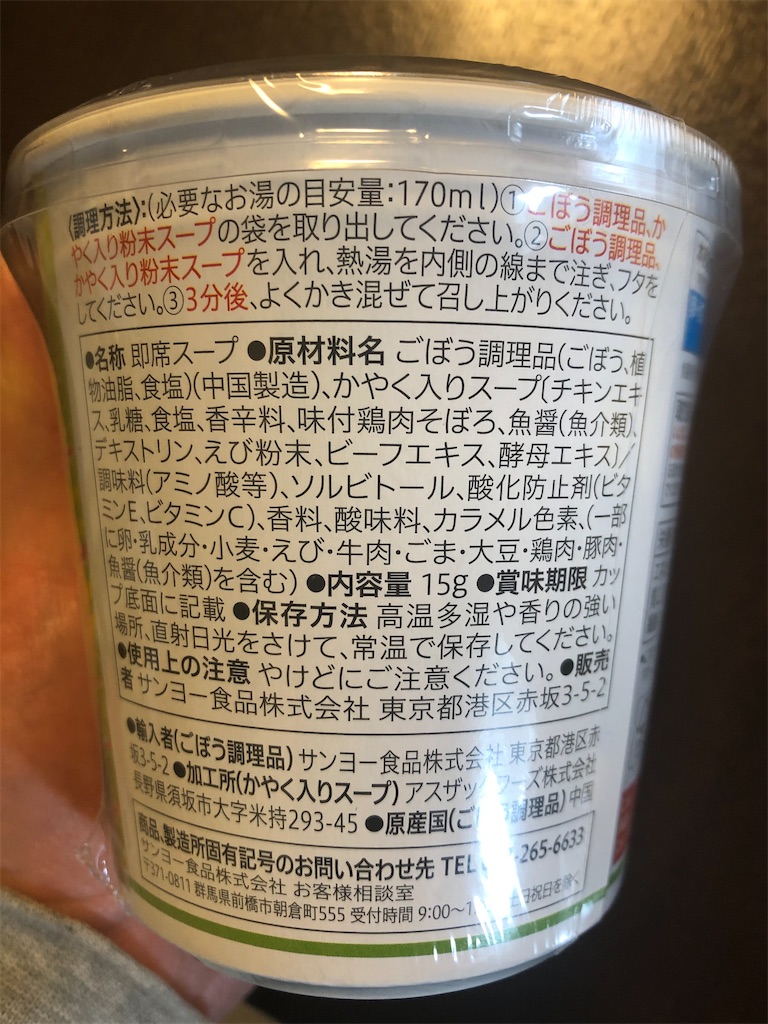 〈調理方法〉:(必要なお湯の目安量:170ml)①ごぼう調理品、か
やく入り粉末スープの袋を取り出してください。②ごぼう調理品、
かやく入り粉末スープを入れ、熱湯を内側の線まで注ぎ、フタを
してください。③3分後、よくかき混ぜて召し上がりください。
●名称 即席スープ ●原材料名 ごぼう調理品(ごぼう、植
物油脂、食塩)(中国製造)、かやく入りスープ(チキンエキ
ス、乳糖、食塩、香辛料、味付鶏肉そぼろ、魚醤(魚介類)、
デキストリン、えび粉末、ビーフエキス、酵母エキス)/
調味料(アミノ酸等)、ソルビトール、酸化防止剤(ビタ
ミンE、ビタミンC)、香料、酸味料、カラメル色素、(一部
に卵・乳成分・小麦・えび・牛肉・ごま・大豆・鶏肉・豚肉・
魚醤(魚介類)を含む) ●内容量 15g ●賞味期限 カッ
プ底面に記載 ●保存方法 高温多湿や香りの強い
場所、直射日光をさけて、常温で保存してください。
●使用上の注意 やけどにご注意ください。●販売
者 サンヨー食品株式会社 東京都港区赤坂3-5-2
●輸入者(ごぼう調理品) サンヨー食品株式会社 東京都港区赤
坂3-5-2 ●加工所(かやく入りスープ) アスザックフーズ株式会社
長野県須坂市大字米持293-45 ●原産国(ごぼう調理品) 中国
商品、製造所固有記号のお問い合わせ先 TEL 265-6633
サンヨー食品株式会社 お客様相談室
〒371-0811 群馬県前橋市朝倉町555 受付時間 9:00～ 日祝日を除く